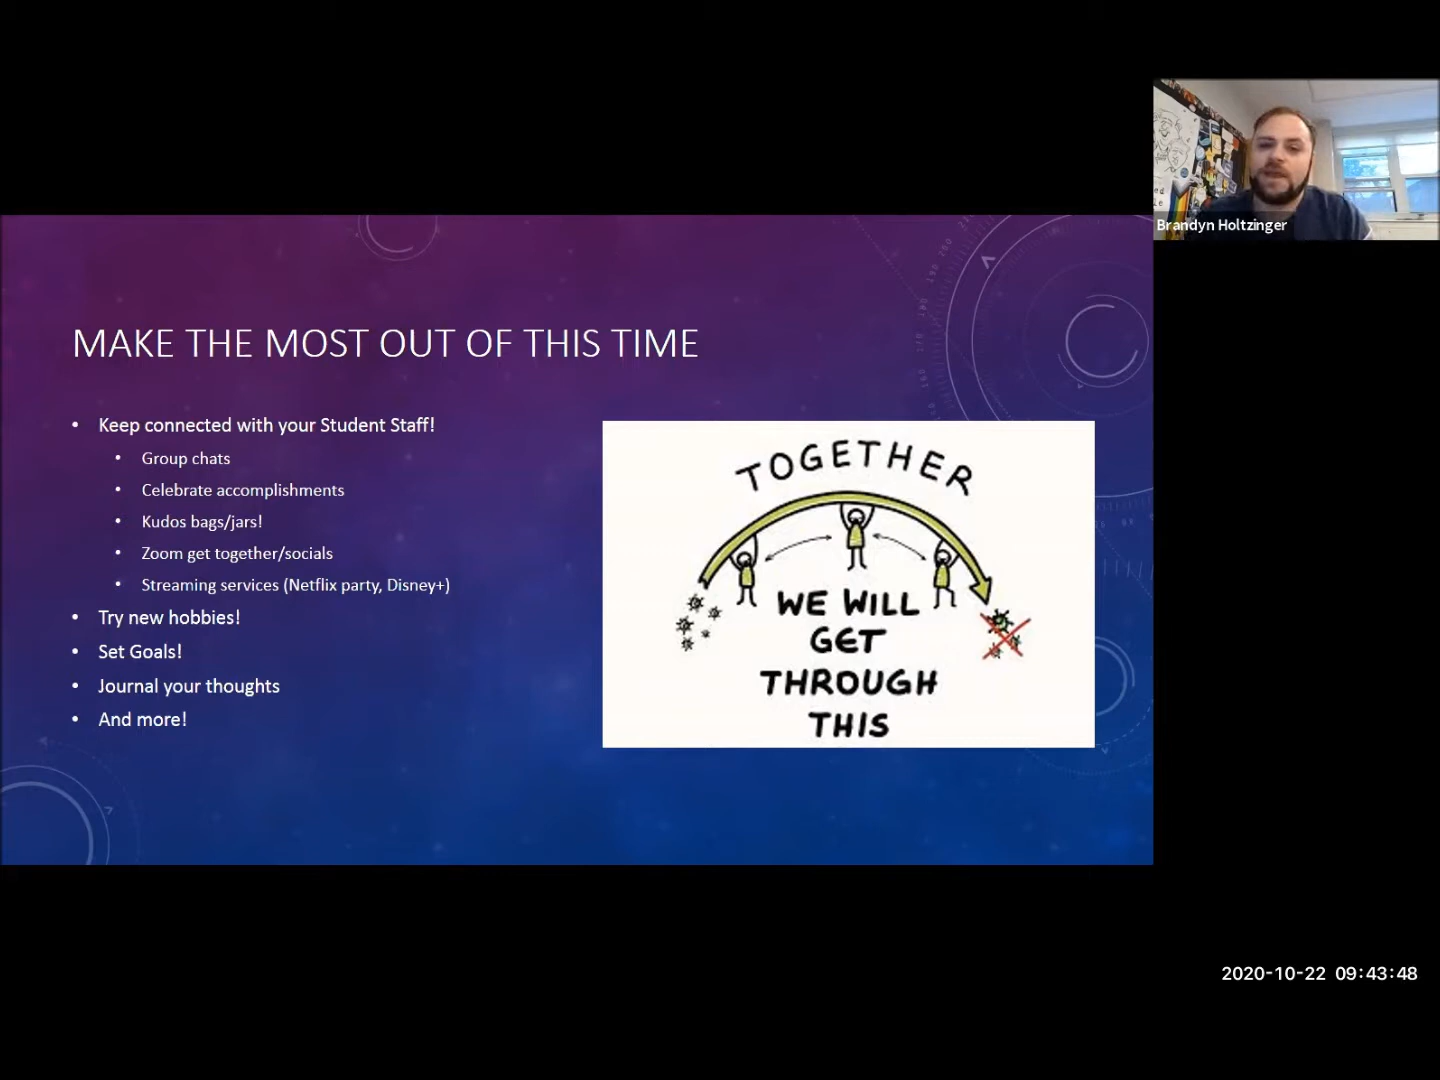 Brandyn Holtzinger
MAKE THE MOST OUT OF THIS TIME
• Keep connected with your Student Staff!
• Group chats
• Celebrate accomplishments
• Kudos bags/jars!
• Zoom get together/socials
• Streaming services (Netflix party, Disney+)
• Try new hobbies!
• Set Goals!
• Journal your thoughts
• And more!
TOGETHER
WE WILL
GET
THROUGH
THIS
2020-10-22 09:43:48